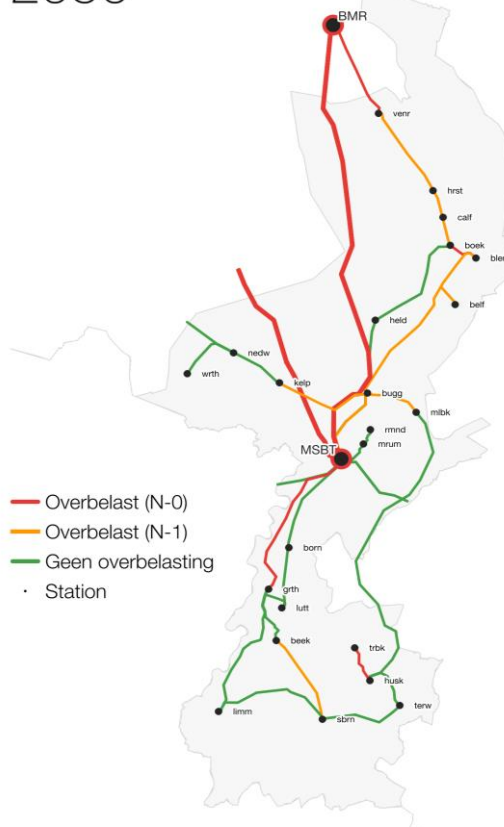 BMR
venr
hrst
calf
boek
belf
held
nedw
wrth
kelp
bugg
mlbk
rmnd
mrum
MSBT
Overbelast (N-0)
Overbelast (N-1)
Geen overbelasting
Station
born
grth
lutt
beek
trbk
husk
limm
sbrn
terw